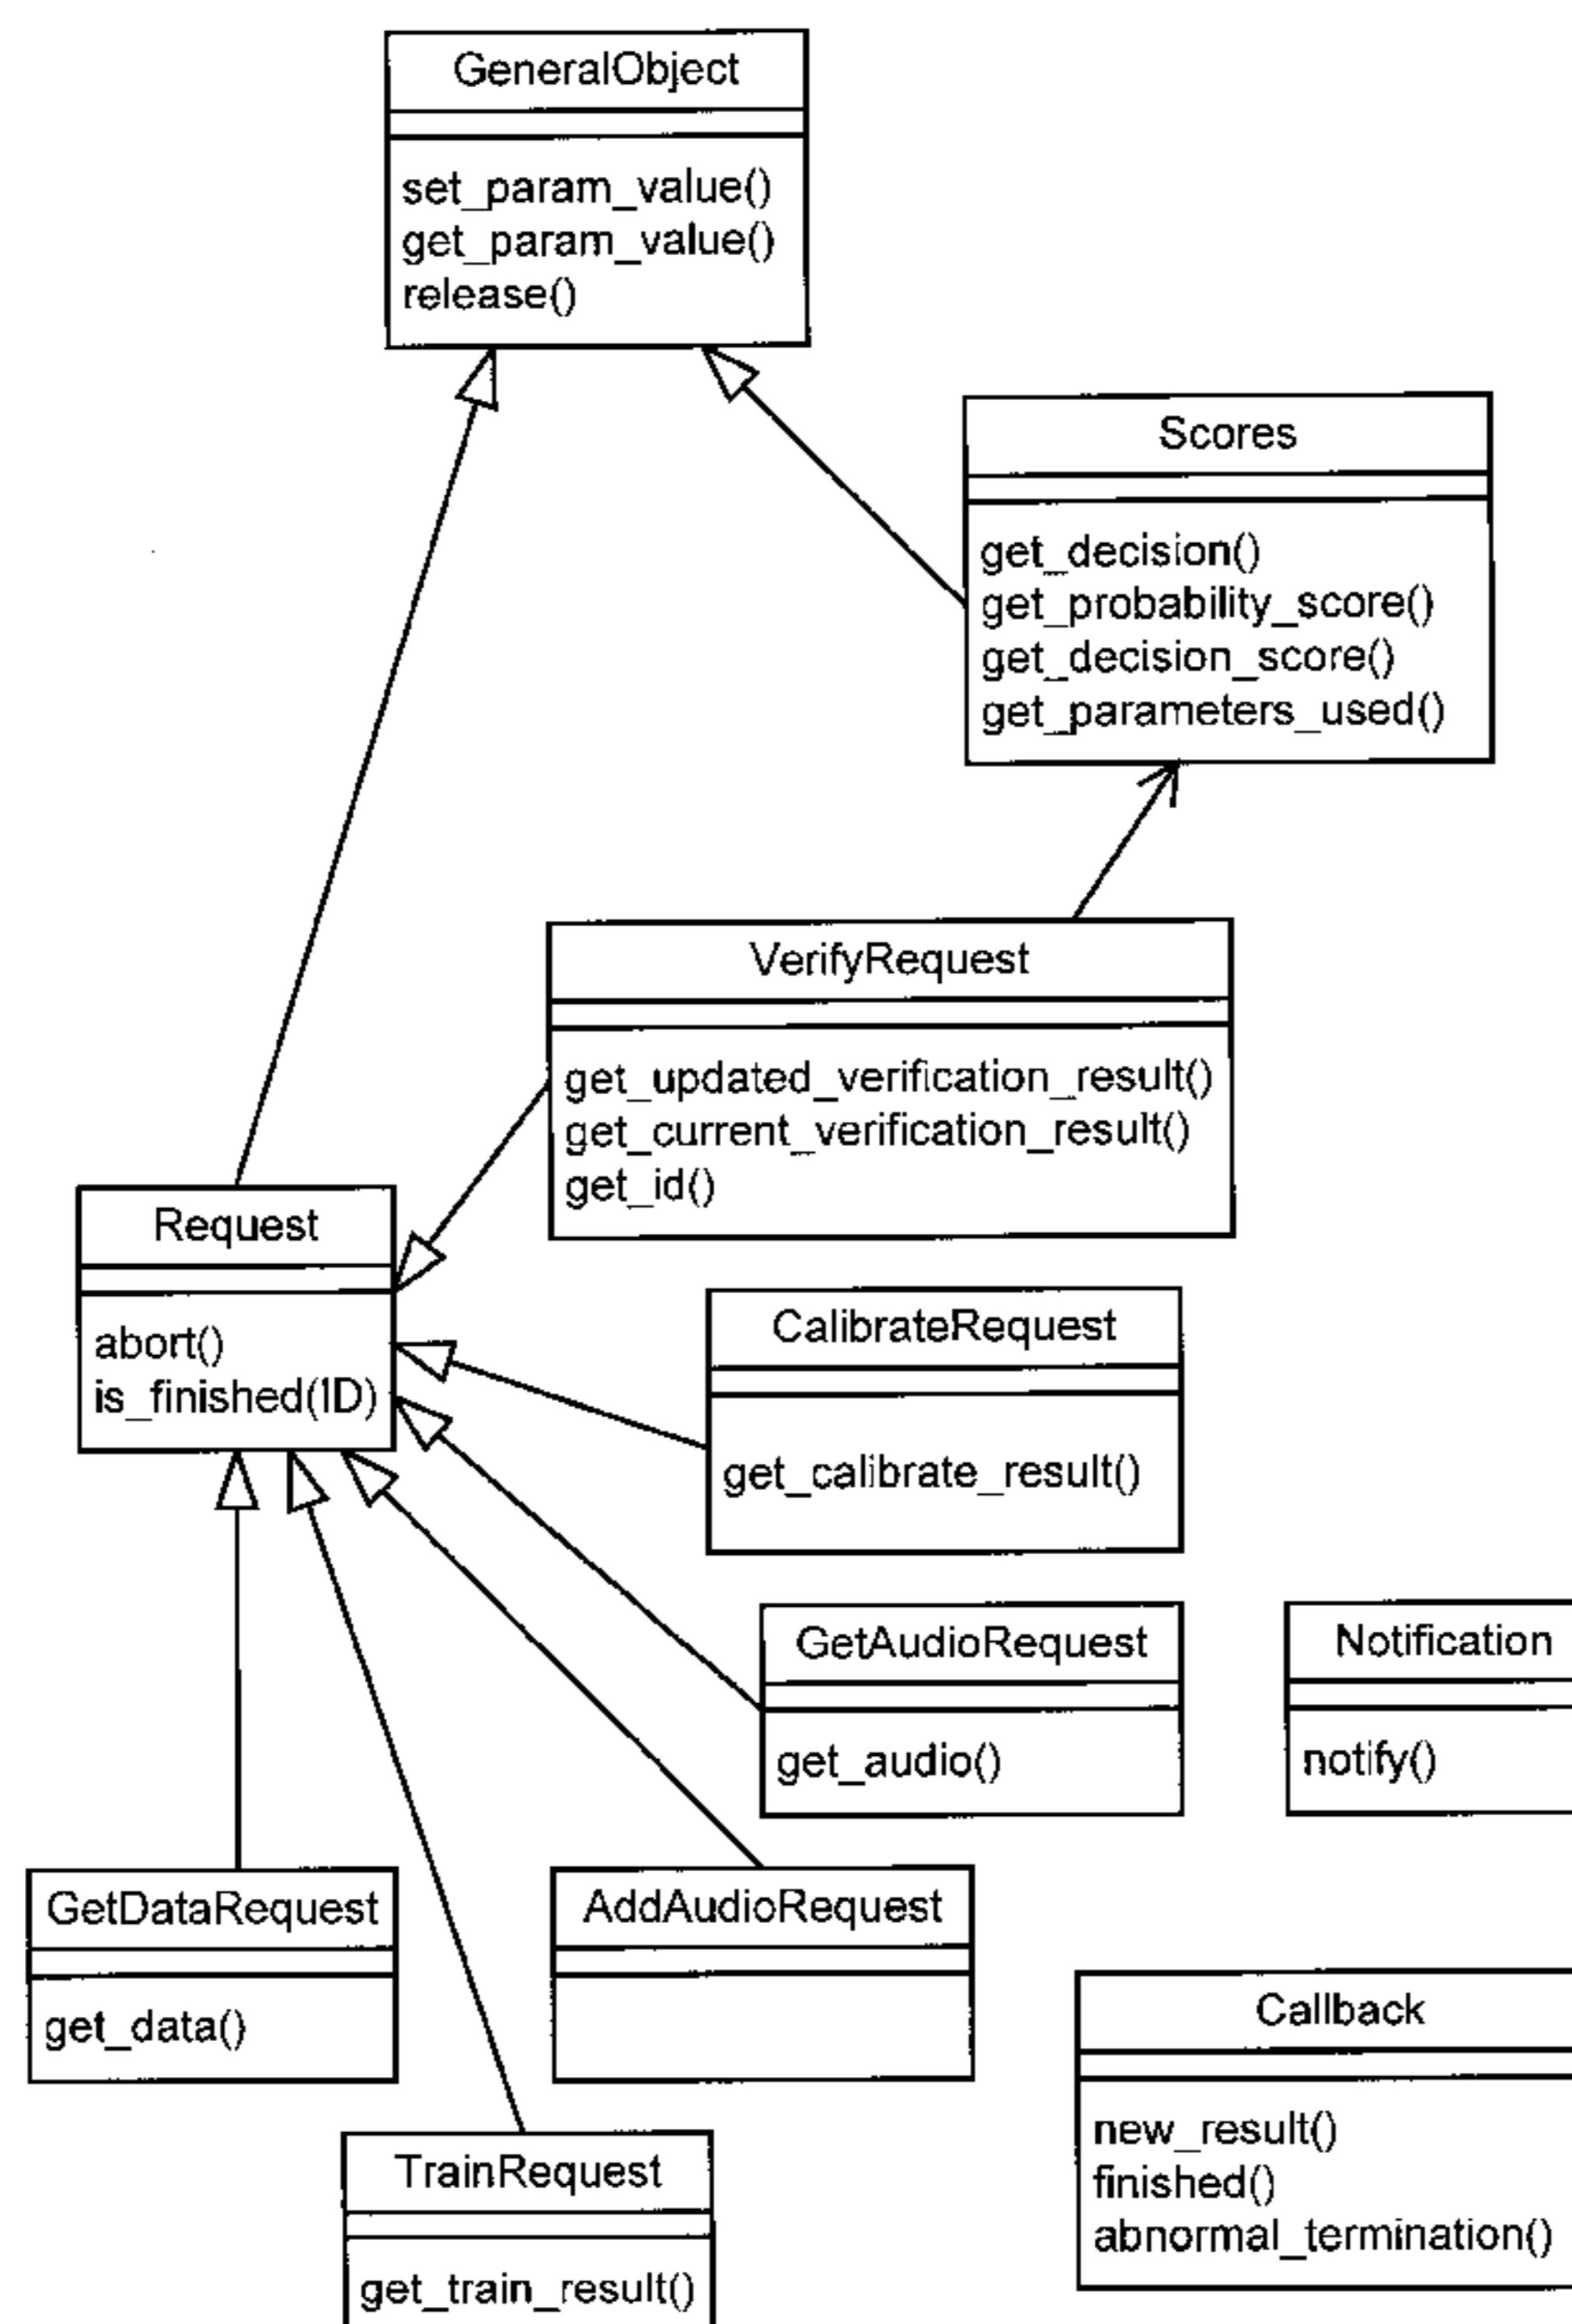 GeneralObject
set_param_value()
get_param_value()
release()
Scores
get_decision()
get_probability_score()
get_decision_score()
get_parameters_used()
VerifyRequest
get_updated_verification_result()
get_current_verification_result()
get_id()
Request
abort()
is_finished(ID)
CalibrateRequest
get_calibrate_result()
GetAudioRequest
get_audio()
Notification
notify()
GetDataRequest
get_data()
AddAudioRequest
Callback
new_result()
finished()
abnormal_termination()
TrainRequest
get_train_result()